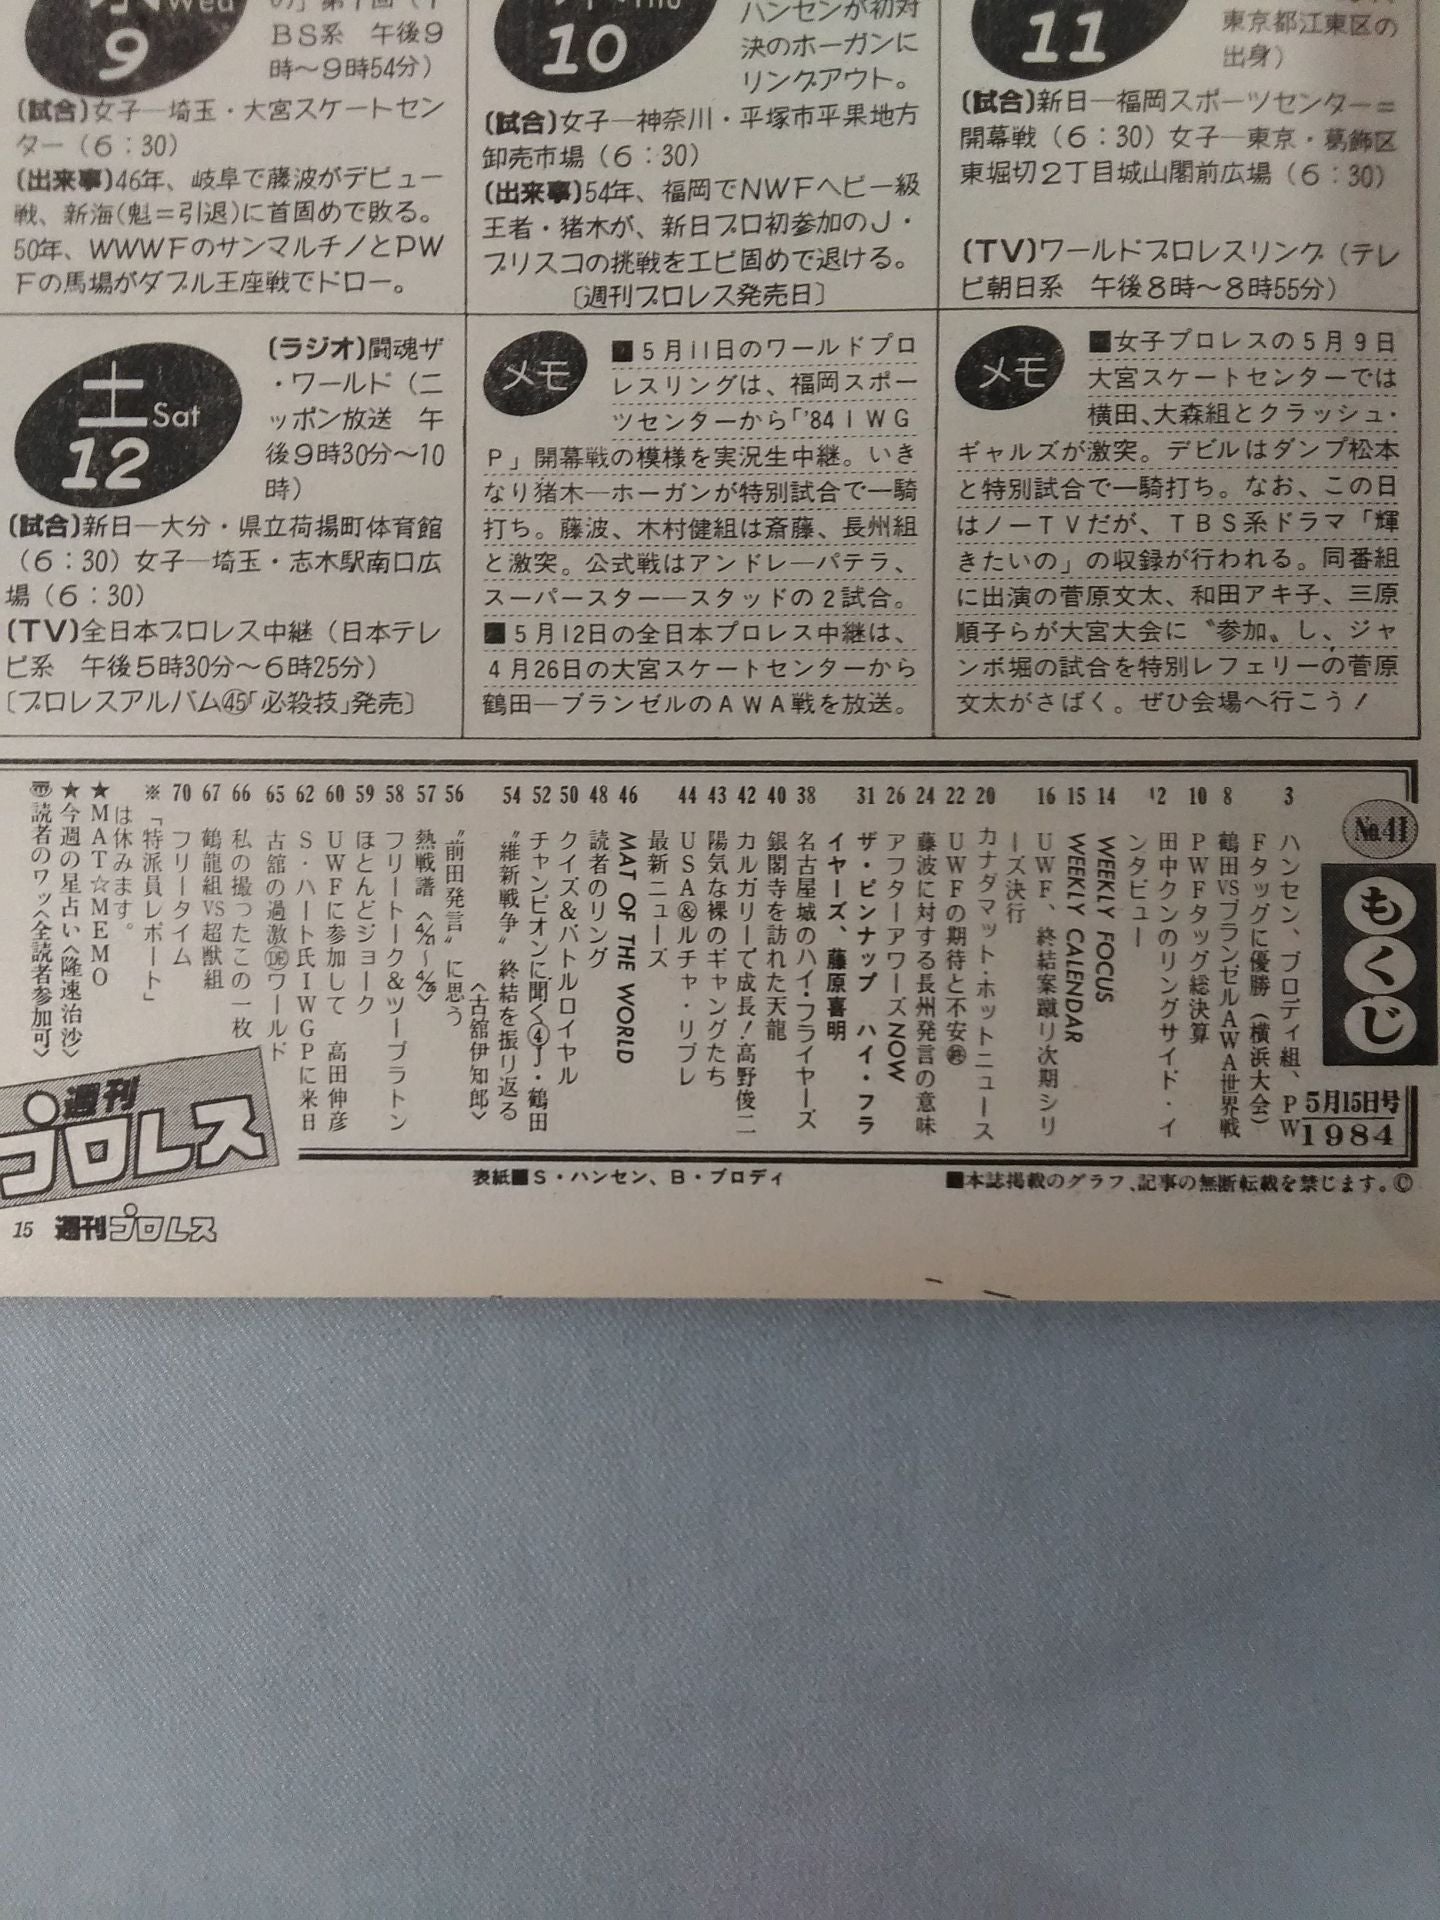 Wed
9
の」第1回(T
BS系 午後9
時〜9時54分)
(試合)女子—埼玉・大宮スケートセン
ター(6:30)
(出来事)46年、岐阜で藤波がデビュー
戦、新海(魁=引退)に首固めで敗る。
50年、WWWFのサンマルチノとPW
Fの馬場がダブル王座戦でドロー。
Thu
10
ハンセンが初対
決のホーガンに
リングアウト。
(試合)女子—神奈川・平塚市平果地方
卸売市場(6:30)
(出来事)54年、福岡でNWFヘビー級
王者・猪木が、新日プロ初参加のJ・
ブリスコの挑戦をエビ固めで退ける。
〔週刊プロレス発売日〕
11
東京都江東区の
出身)
(試合)新日—福岡スポーツセンター=
開幕戦(6:30)女子—東京・葛飾区
東堀切2丁目城山閣前広場(6:30)
(TV)ワールドプロレスリング(テレ
ビ朝日系 午後8時〜8時55分)
土Sat
12
(ラジオ)闘魂ザ
・ワールド(ニ
ッポン放送 午
後9時30分〜10
時)
(試合)新日—大分・県立荷揚町体育館
(6:30)女子—埼玉・志木駅南口広
場(6:30)
(TV)全日本プロレス中継(日本テレ
ビ系 午後5時30分〜6時25分)
〔プロレスアルバム㊺「必殺技」発売〕
メモ
■5月11日のワールドプロ
レスリングは、福岡スポー
ツセンターから「'84IWG
P」開幕戦の模様を実況生中継。いき
なり猪木—ホーガンが特別試合で一騎
打ち。藤波、木村健組は斎藤、長州組
と激突。公式戦はアンドレ—パテラ、
スーパースター—スタッドの2試合。
■5月12日の全日本プロレス中継は、
4月26日の大宮スケートセンターから
鶴田—ブランゼルのAWA戦を放送。
メモ
■女子プロレスの5月9日
大宮スケートセンターでは
横田、大森組とクラッシュ・
ギャルズが激突。デビルはダンプ松本
と特別試合で一騎打ち。なお、この日
はノーTVだが、TBS系ドラマ「輝
きたいの」の収録が行われる。同番組
に出演の菅原文太、和田アキ子、三原
順子らが大宮大会に〝参加〟し、ジャ
ンボ堀の試合を特別レフェリーの菅原
文太がさばく。ぜひ会場へ行こう!
No.41
もくじ
5月15日号
1984
3 ハンセン、ブロディ組、PW
Fタッグに優勝(横浜大会)
8 鶴田VSブランゼルAWA世界戦
10 PWFタッグ総決算
12 田中クンのリングサイド・イ
ンタビュー
14 WEEKLY FOCUS
15 WEEKLY CALENDAR
16 UWF、終結案蹴り次期シリ
ーズ決行
20 カナダマット・ホットニュース
22 UWFの期待と不安
24 藤波に対する長州発言の意味
26 アフターアワーズNOW
31 ザ・ピンナップ ハイ・フラ
イヤーズ、藤原喜明
38 名古屋城のハイ・フライヤーズ
40 銀閣寺を訪れた天龍
42 カルガリーで成長!高野俊二
43 陽気な裸のギャングたち
44 USA&ルチャ・リブレ
最新ニューズ
46 MAT OF THE WORLD
48 読者のリング
50 クイズ&バトルロイヤル
52 チャンピオンに聞く④J・鶴田
54 〝維新戦争〟終結を振り返る
〈古舘伊知郎〉
56 〝前田発言〟に思う
57 熱戦譜〈4/21〜4/26〉
58 フリートーク&ツープラトン
59 ほとんどジョーク
60 UWFに参加して 高田伸彦
62 S・ハート氏IWGPに来日
65 古舘の過激DEワールド
66 私の撮ったこの一枚
67 鶴龍組VS超獣組
70 フリータイム
※「特派員レポート」
は休みます。
★MAT☆MEMO
★今週の星占い〈隆速治沙〉
読者のワッ〈全読者参加可〉
週刊
プロレス
表紙■S・ハンセン、B・ブロディ
■本誌掲載のグラフ、記事の無断転載を禁じます。©
15 週刊プロレス